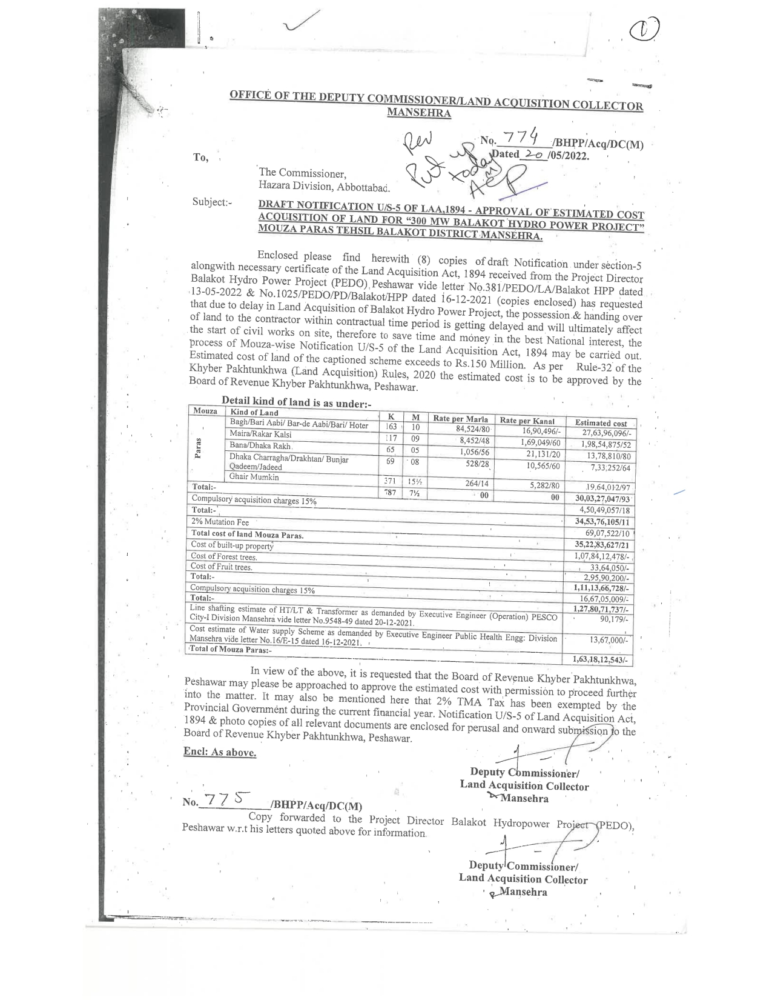 1
OFFICE OF THE DEPUTY COMMISSIONER/LAND ACQUISITION COLLECTOR
MANSEHRA
No. 774 /BHPP/Acq/DC(M)
Dated 20 /05/2022.
Rev
Put up
today
AC
To,
The Commissioner,
Hazara Division, Abbottabad.
Subject:- DRAFT NOTIFICATION U/S-5 OF LAA,1894 - APPROVAL OF ESTIMATED COST
ACQUISITION OF LAND FOR “300 MW BALAKOT HYDRO POWER PROJECT”
MOUZA PARAS TEHSIL BALAKOT DISTRICT MANSEHRA.
Enclosed please find herewith (8) copies of draft Notification under section-5
alongwith necessary certificate of the Land Acquisition Act, 1894 received from the Project Director
Balakot Hydro Power Project (PEDO) Peshawar vide letter No.381/PEDO/LA/Balakot HPP dated
13-05-2022 & No.1025/PEDO/PD/Balakot/HPP dated 16-12-2021 (copies enclosed) has requested
that due to delay in Land Acquisition of Balakot Hydro Power Project, the possession & handing over
of land to the contractor within contractual time period is getting delayed and will ultimately affect
the start of civil works on site, therefore to save time and money in the best National interest, the
process of Mouza-wise Notification U/S-5 of the Land Acquisition Act, 1894 may be carried out.
Estimated cost of land of the captioned scheme exceeds to Rs.150 Million. As per Rule-32 of the
Khyber Pakhtunkhwa (Land Acquisition) Rules, 2020 the estimated cost is to be approved by the
Board of Revenue Khyber Pakhtunkhwa, Peshawar.
Detail kind of land is as under:-
Mouza Kind of Land K M Rate per Marla Rate per Kanal Estimated cost
Paras
Bagh/Bari Aabi/ Bar-de Aabi/Bari/ Hoter 163 10 84,524/80 16,90,496/- 27,63,96,096/-
Maira/Rakar Kalsi 117 09 8,452/48 1,69,049/60 1,98,54,875/52
Bana/Dhaka Rakh 65 05 1,056/56 21,131/20 13,78,810/80
Dhaka Charragha/Drakhtan/ Bunjar
Qadeem/Jadeed 69 08 528/28 10,565/60 7,33,252/64
Ghair Mumkin 371 15½ 264/14 5,282/80 19,64,012/97
Total:- 787 7½ 00 00 30,03,27,047/93
Compulsory acquisition charges 15% 4,50,49,057/18
Total:- 34,53,76,105/11
2% Mutation Fee 69,07,522/10
Total cost of land Mouza Paras. 35,22,83,627/21
Cost of built-up property 1,07,84,12,478/-
Cost of Forest trees. 33,64,050/-
Cost of Fruit trees. 2,95,90,200/-
Total:- 1,11,13,66,728/-
Compulsory acquisition charges 15% 16,67,05,009/-
Total:- 1,27,80,71,737/-
Line shafting estimate of HT/LT & Transformer as demanded by Executive Engineer (Operation) PESCO
City-I Division Mansehra vide letter No.9548-49 dated 20-12-2021. 90,179/-
Cost estimate of Water supply Scheme as demanded by Executive Engineer Public Health Engg: Division
Mansehra vide letter No.16/E-15 dated 16-12-2021. 13,67,000/-
Total of Mouza Paras:- 1,63,18,12,543/-
In view of the above, it is requested that the Board of Revenue Khyber Pakhtunkhwa,
Peshawar may please be approached to approve the estimated cost with permission to proceed further
into the matter. It may also be mentioned here that 2% TMA Tax has been exempted by the
Provincial Government during the current financial year. Notification U/S-5 of Land Acquisition Act,
1894 & photo copies of all relevant documents are enclosed for perusal and onward submission to the
Board of Revenue Khyber Pakhtunkhwa, Peshawar.
Encl: As above.
Deputy Commissioner/
Land Acquisition Collector
Mansehra
No. 775 /BHPP/Acq/DC(M)
Copy forwarded to the Project Director Balakot Hydropower Project (PEDO),
Peshawar w.r.t his letters quoted above for information.
Deputy Commissioner/
Land Acquisition Collector
Mansehra